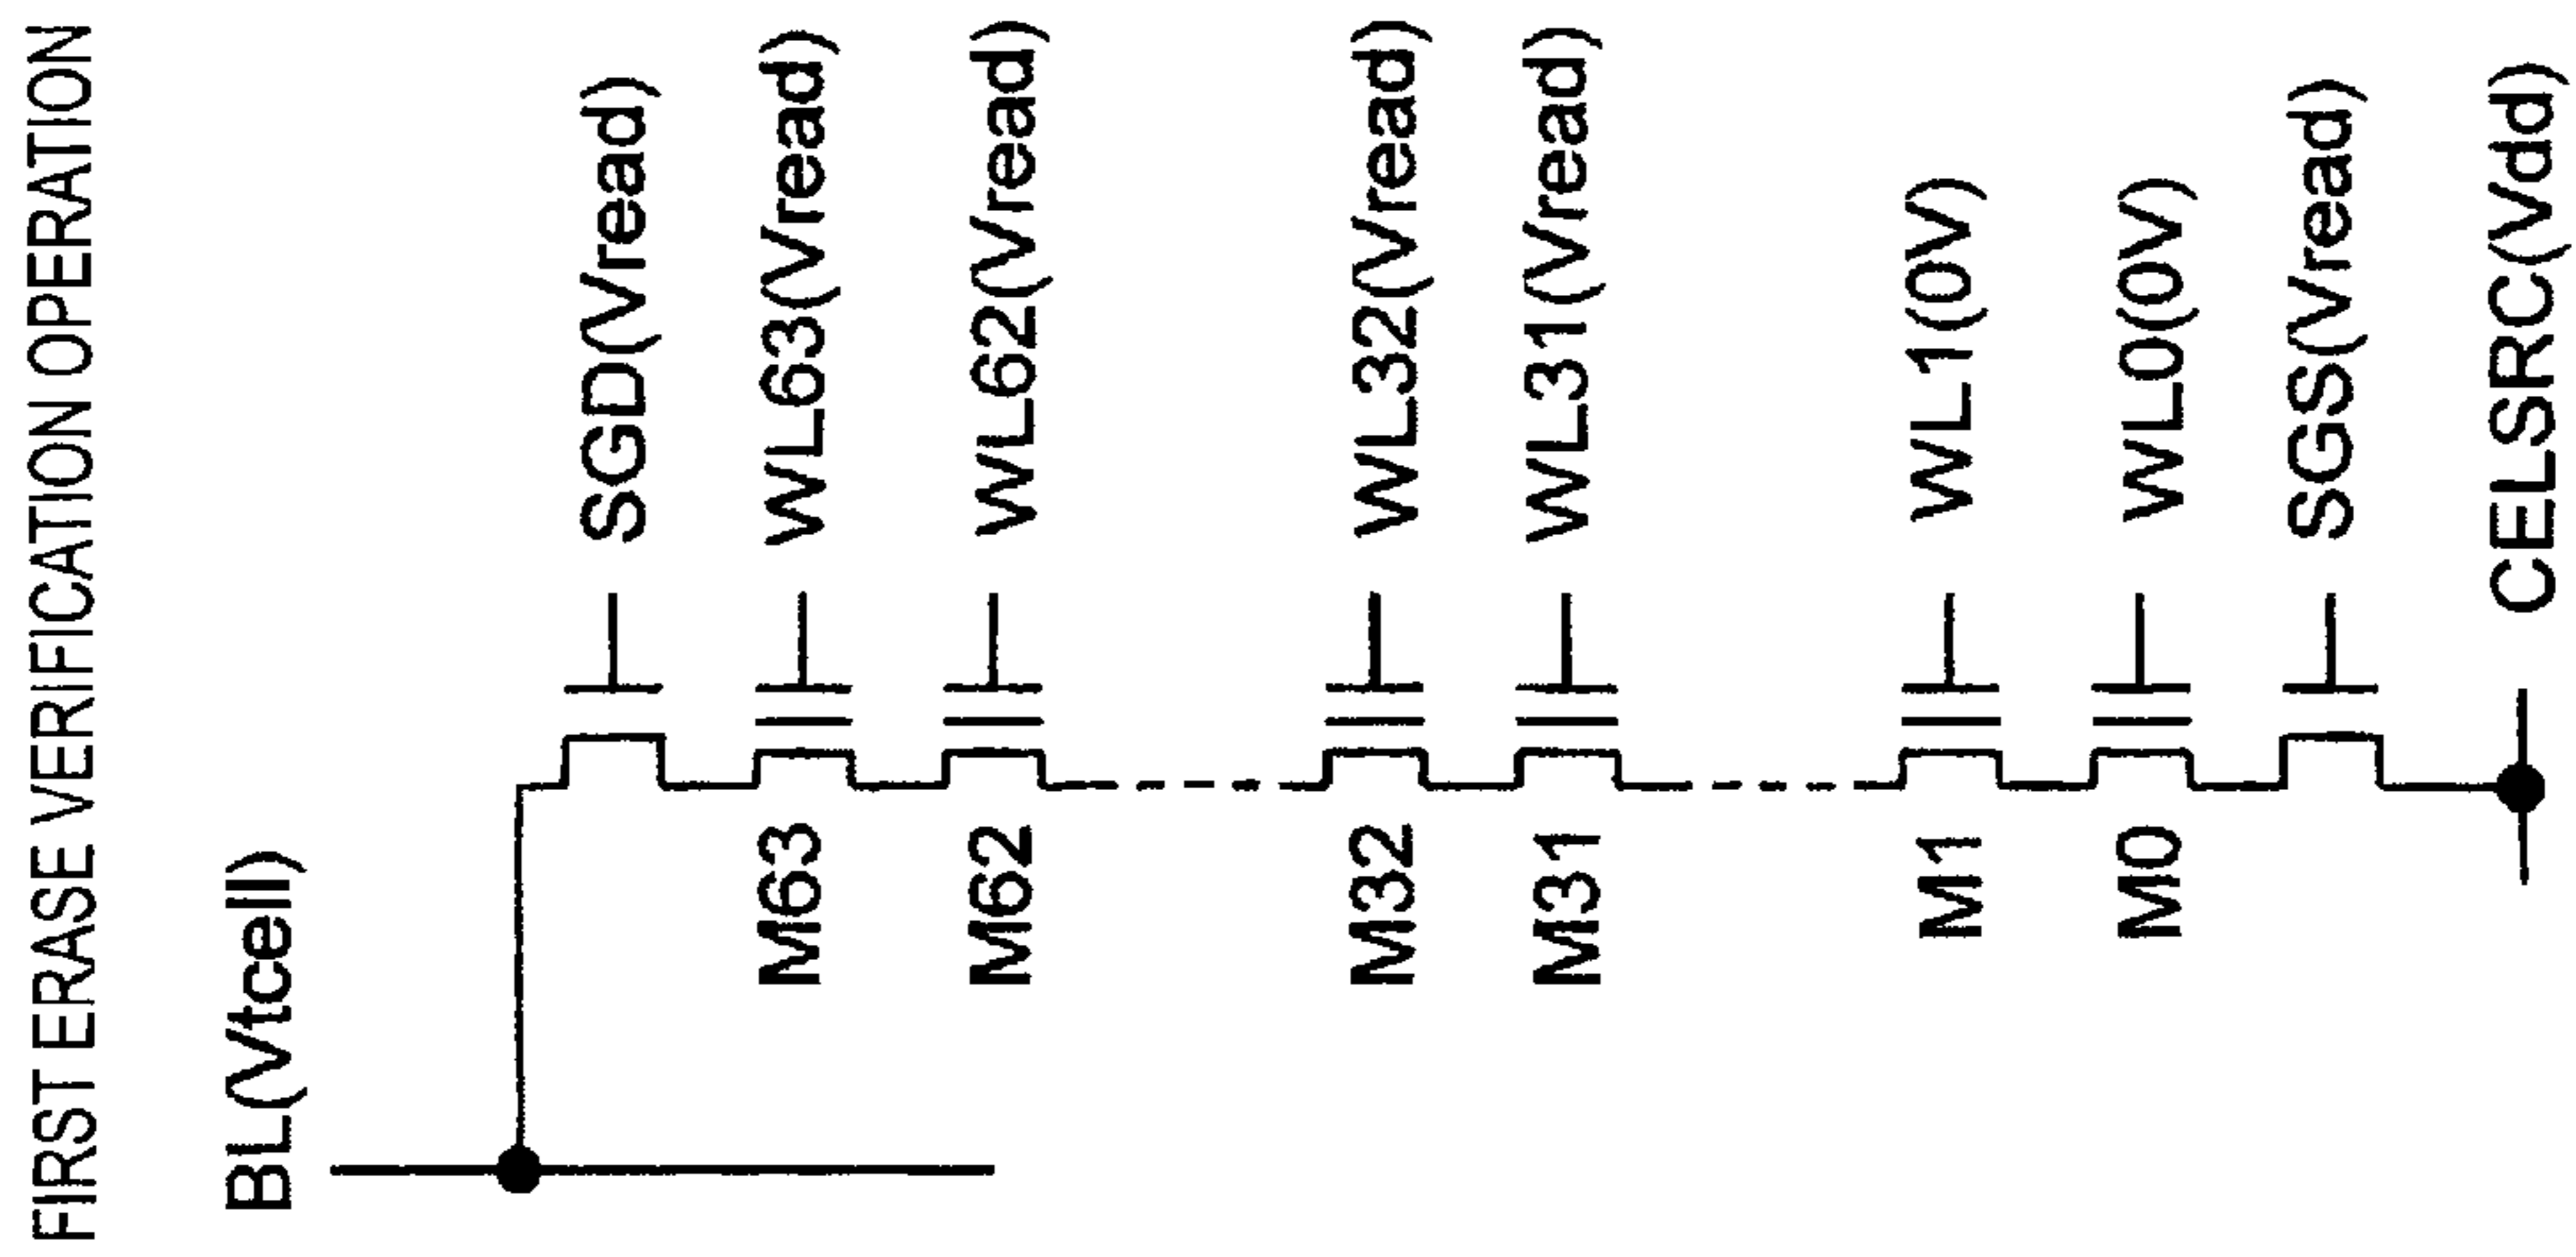 FIRST ERASE VERIFICATION OPERATION
BL(Vtcell)
SGD(Vread)
M63
WL63(Vread)
M62
WL62(Vread)
M32
WL32(Vread)
M31
WL31(Vread)
M1
WL1(0V)
M0
WL0(0V)
SGS(Vread)
CELSRC(Vdd)